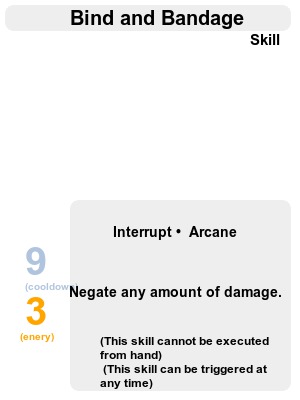 Bind and Bandage
Skill
Interrupt • Arcane
9
(cooldow
Negate any amount of damage.
3
(enery)
(This skill cannot be executed
from hand)
(This skill can be triggered at
any time)